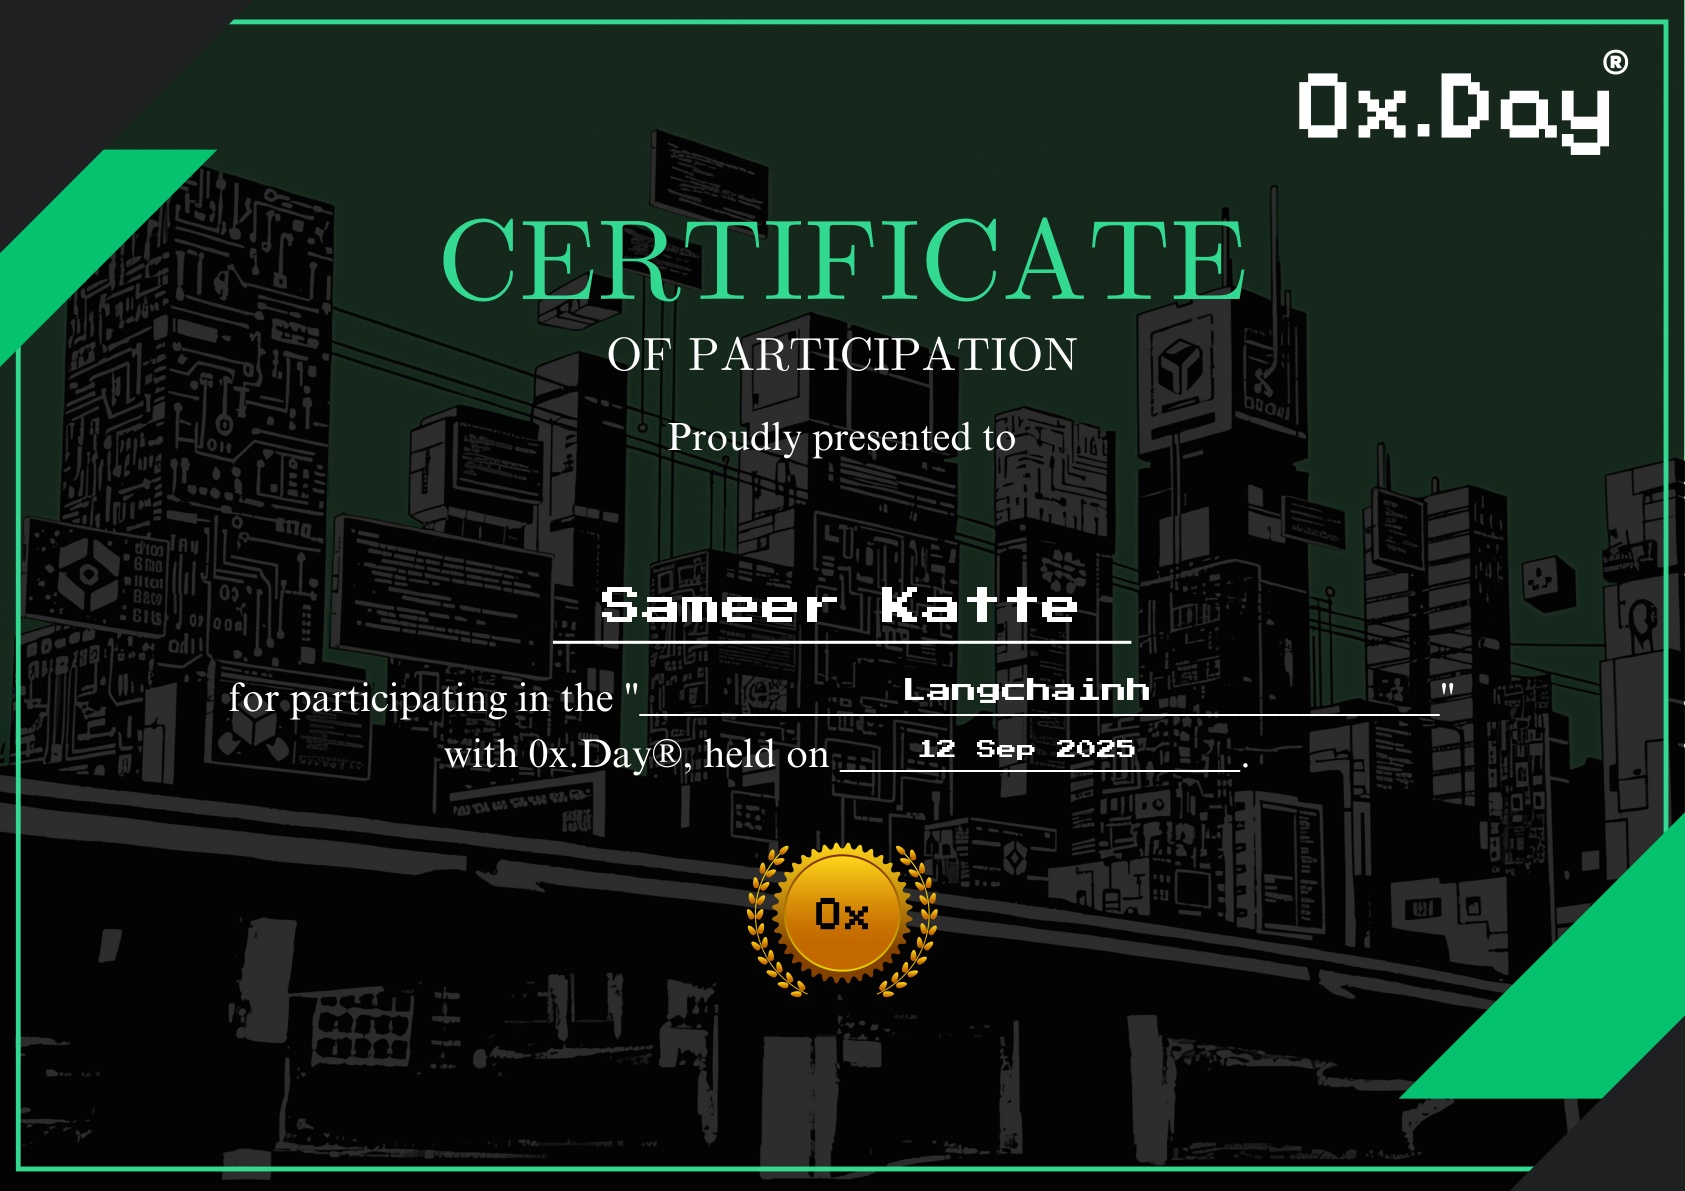 0x.Day®
CERTIFICATE
OF PARTICIPATION
Proudly presented to
Sameer Katte
for participating in the "Langchainh"
with 0x.Day®, held on 12 Sep 2025.
0x